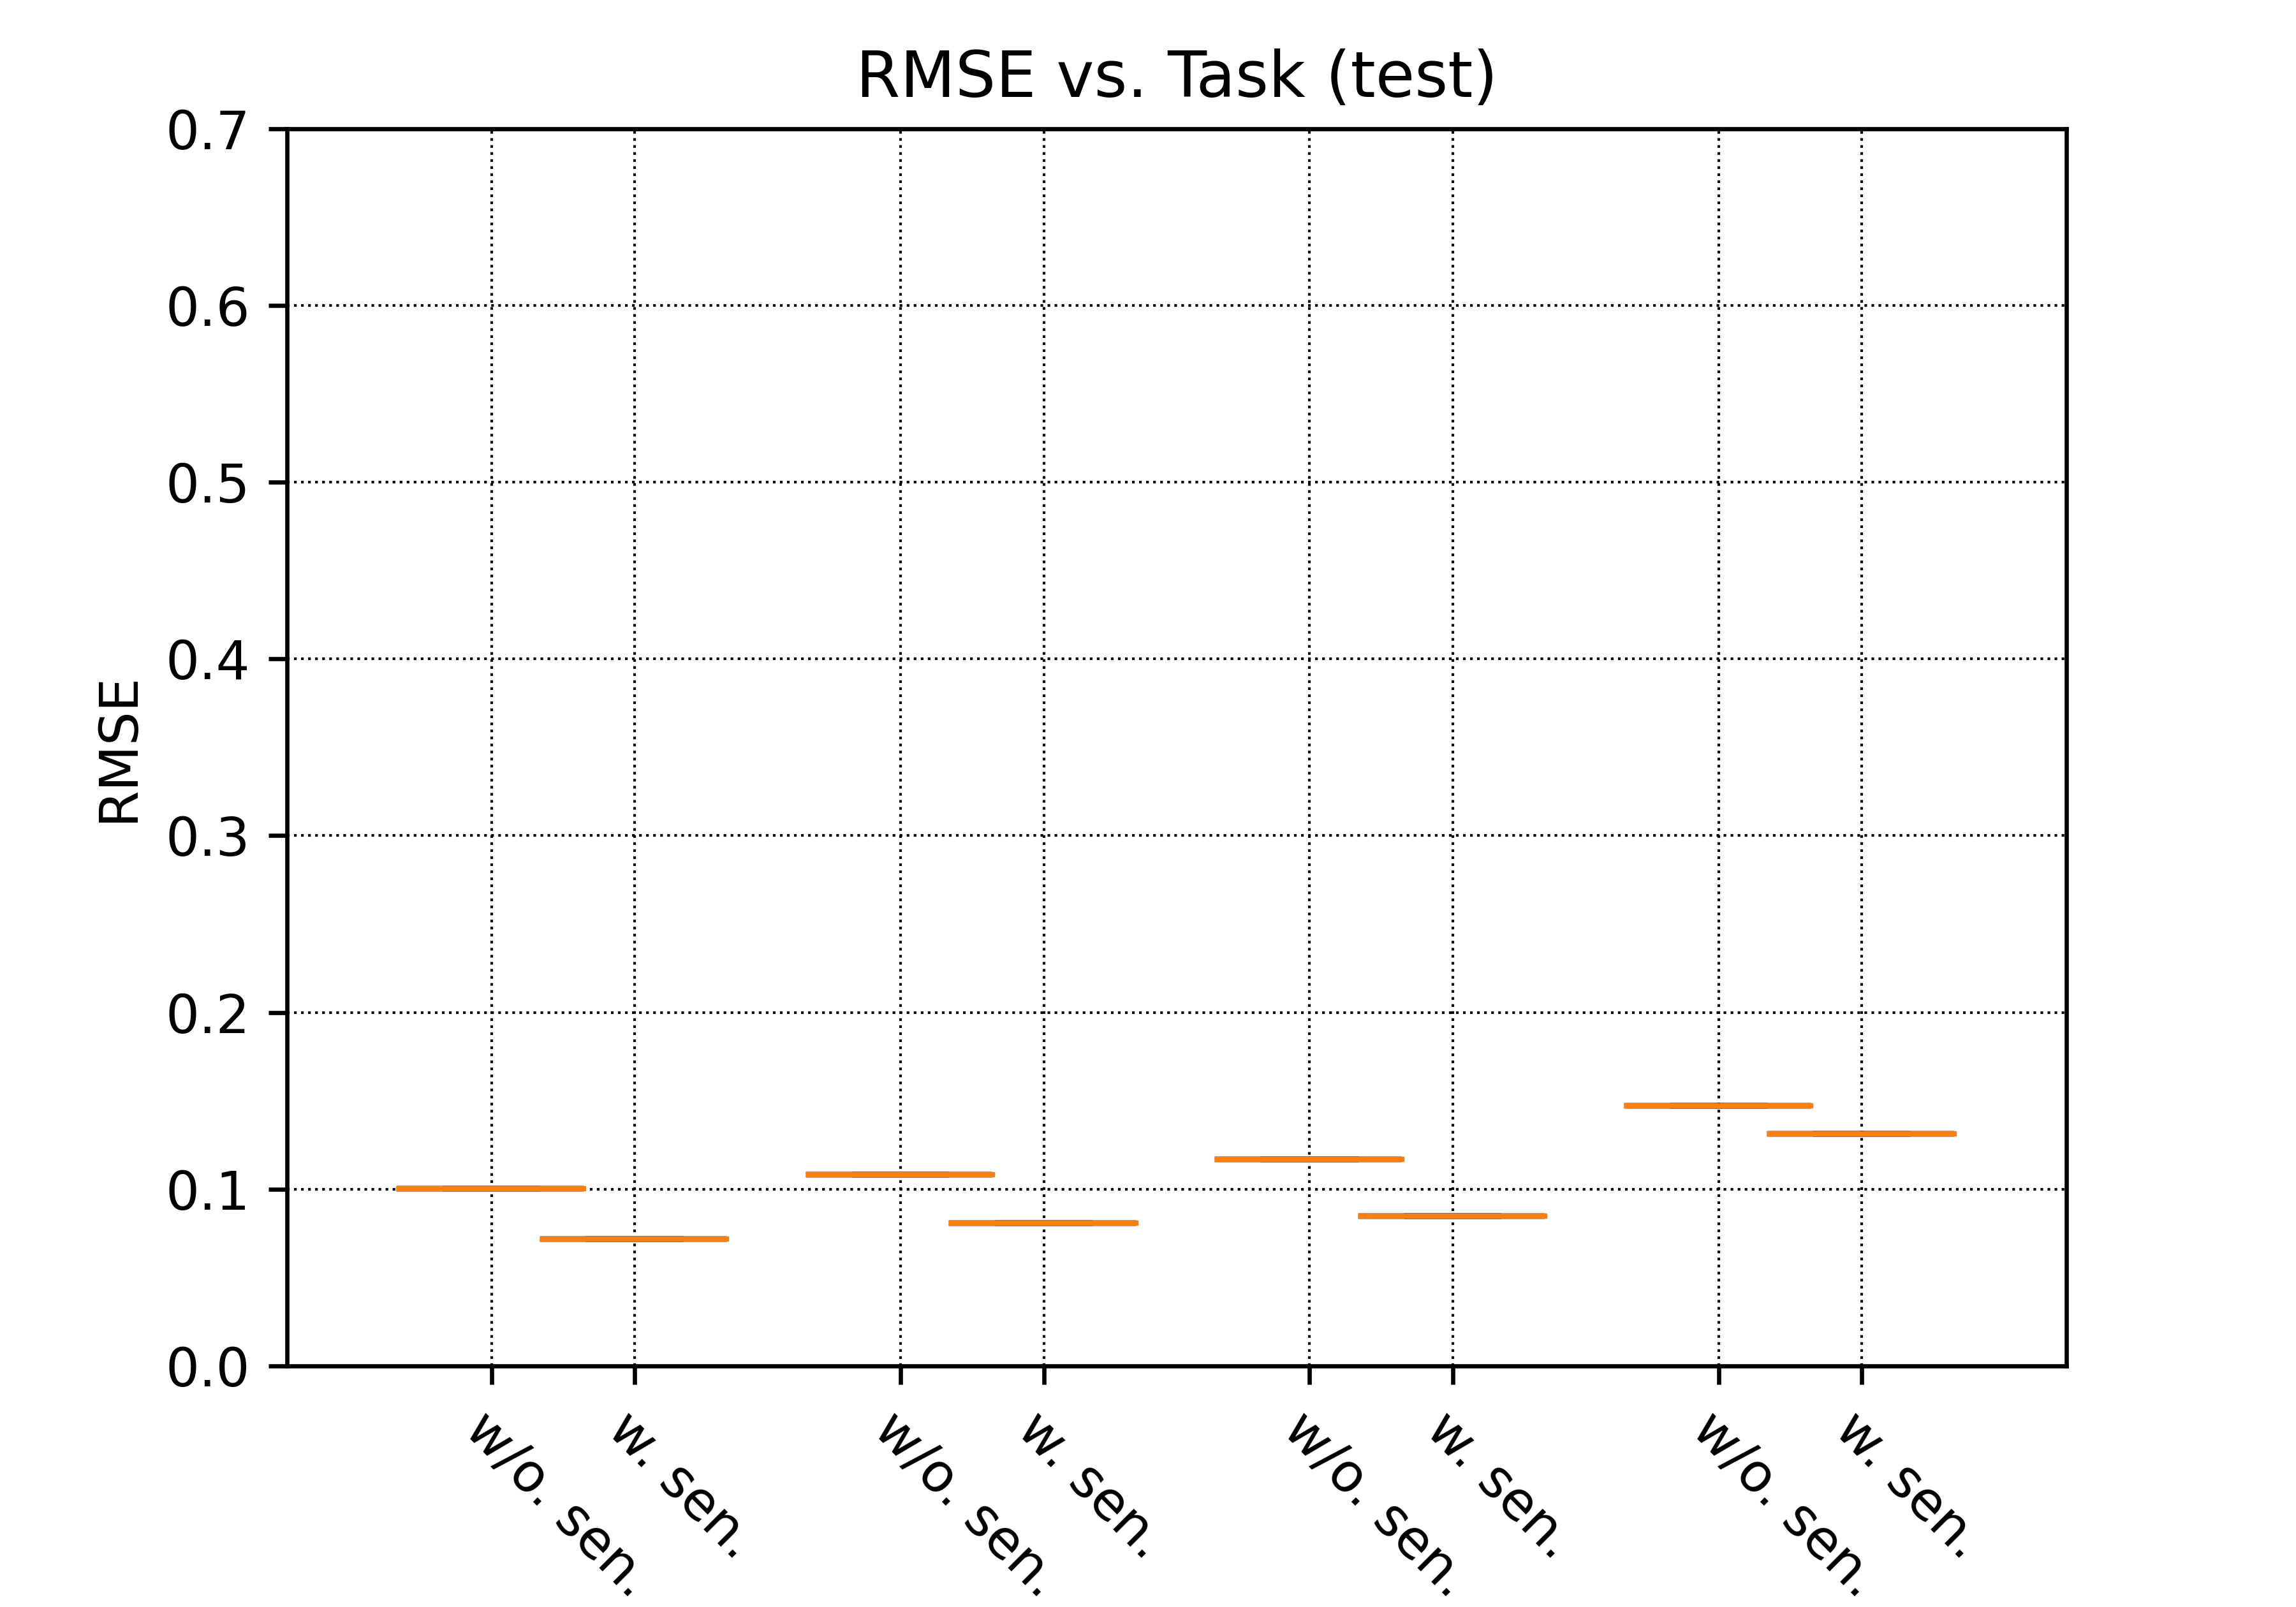 RMSE vs. Task (test)
RMSE
0.7
0.6
0.5
0.4
0.3
0.2
0.1
0.0
w/o. sen.
w. sen.
w/o. sen.
w. sen.
w/o. sen.
w. sen.
w/o. sen.
w. sen.